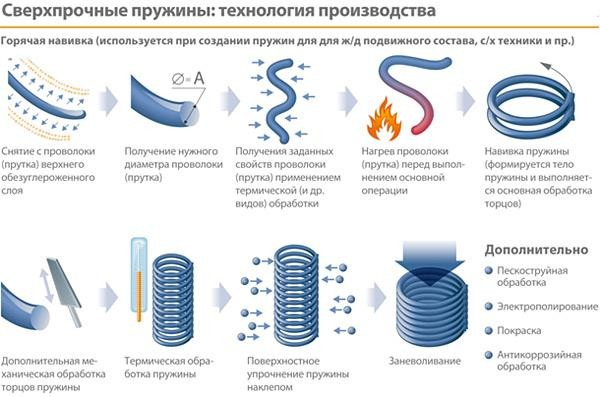 Сверхпрочные пружины: технология производства
Горячая навивка (используется при создании пружин для для ж/д подвижного состава, с/х техники и пр.)
∅= A
Снятие с проволоки
(прутка) верхнего
обезуглероженного
слоя
Получение нужного
диаметра проволоки
(прутка)
Получения заданных
свойств проволоки
(прутка) применением
термической (и др.
видов) обработки
Нагрев проволоки
(прутка) перед выпол-
нением основной
операции
Навивка пружины
(формируется тело
пружины и выполняет-
ся основная обработка
торцов)
Дополнительная ме-
ханическая обработка
торцов пружины
Термическая обра-
ботка пружины
Поверхностное
упрочнение пружины
наклепом
Заневоливание
Дополнительно
Пескоструйная
обработка
Электрополирование
Покраска
Антикоррозийная
обработка